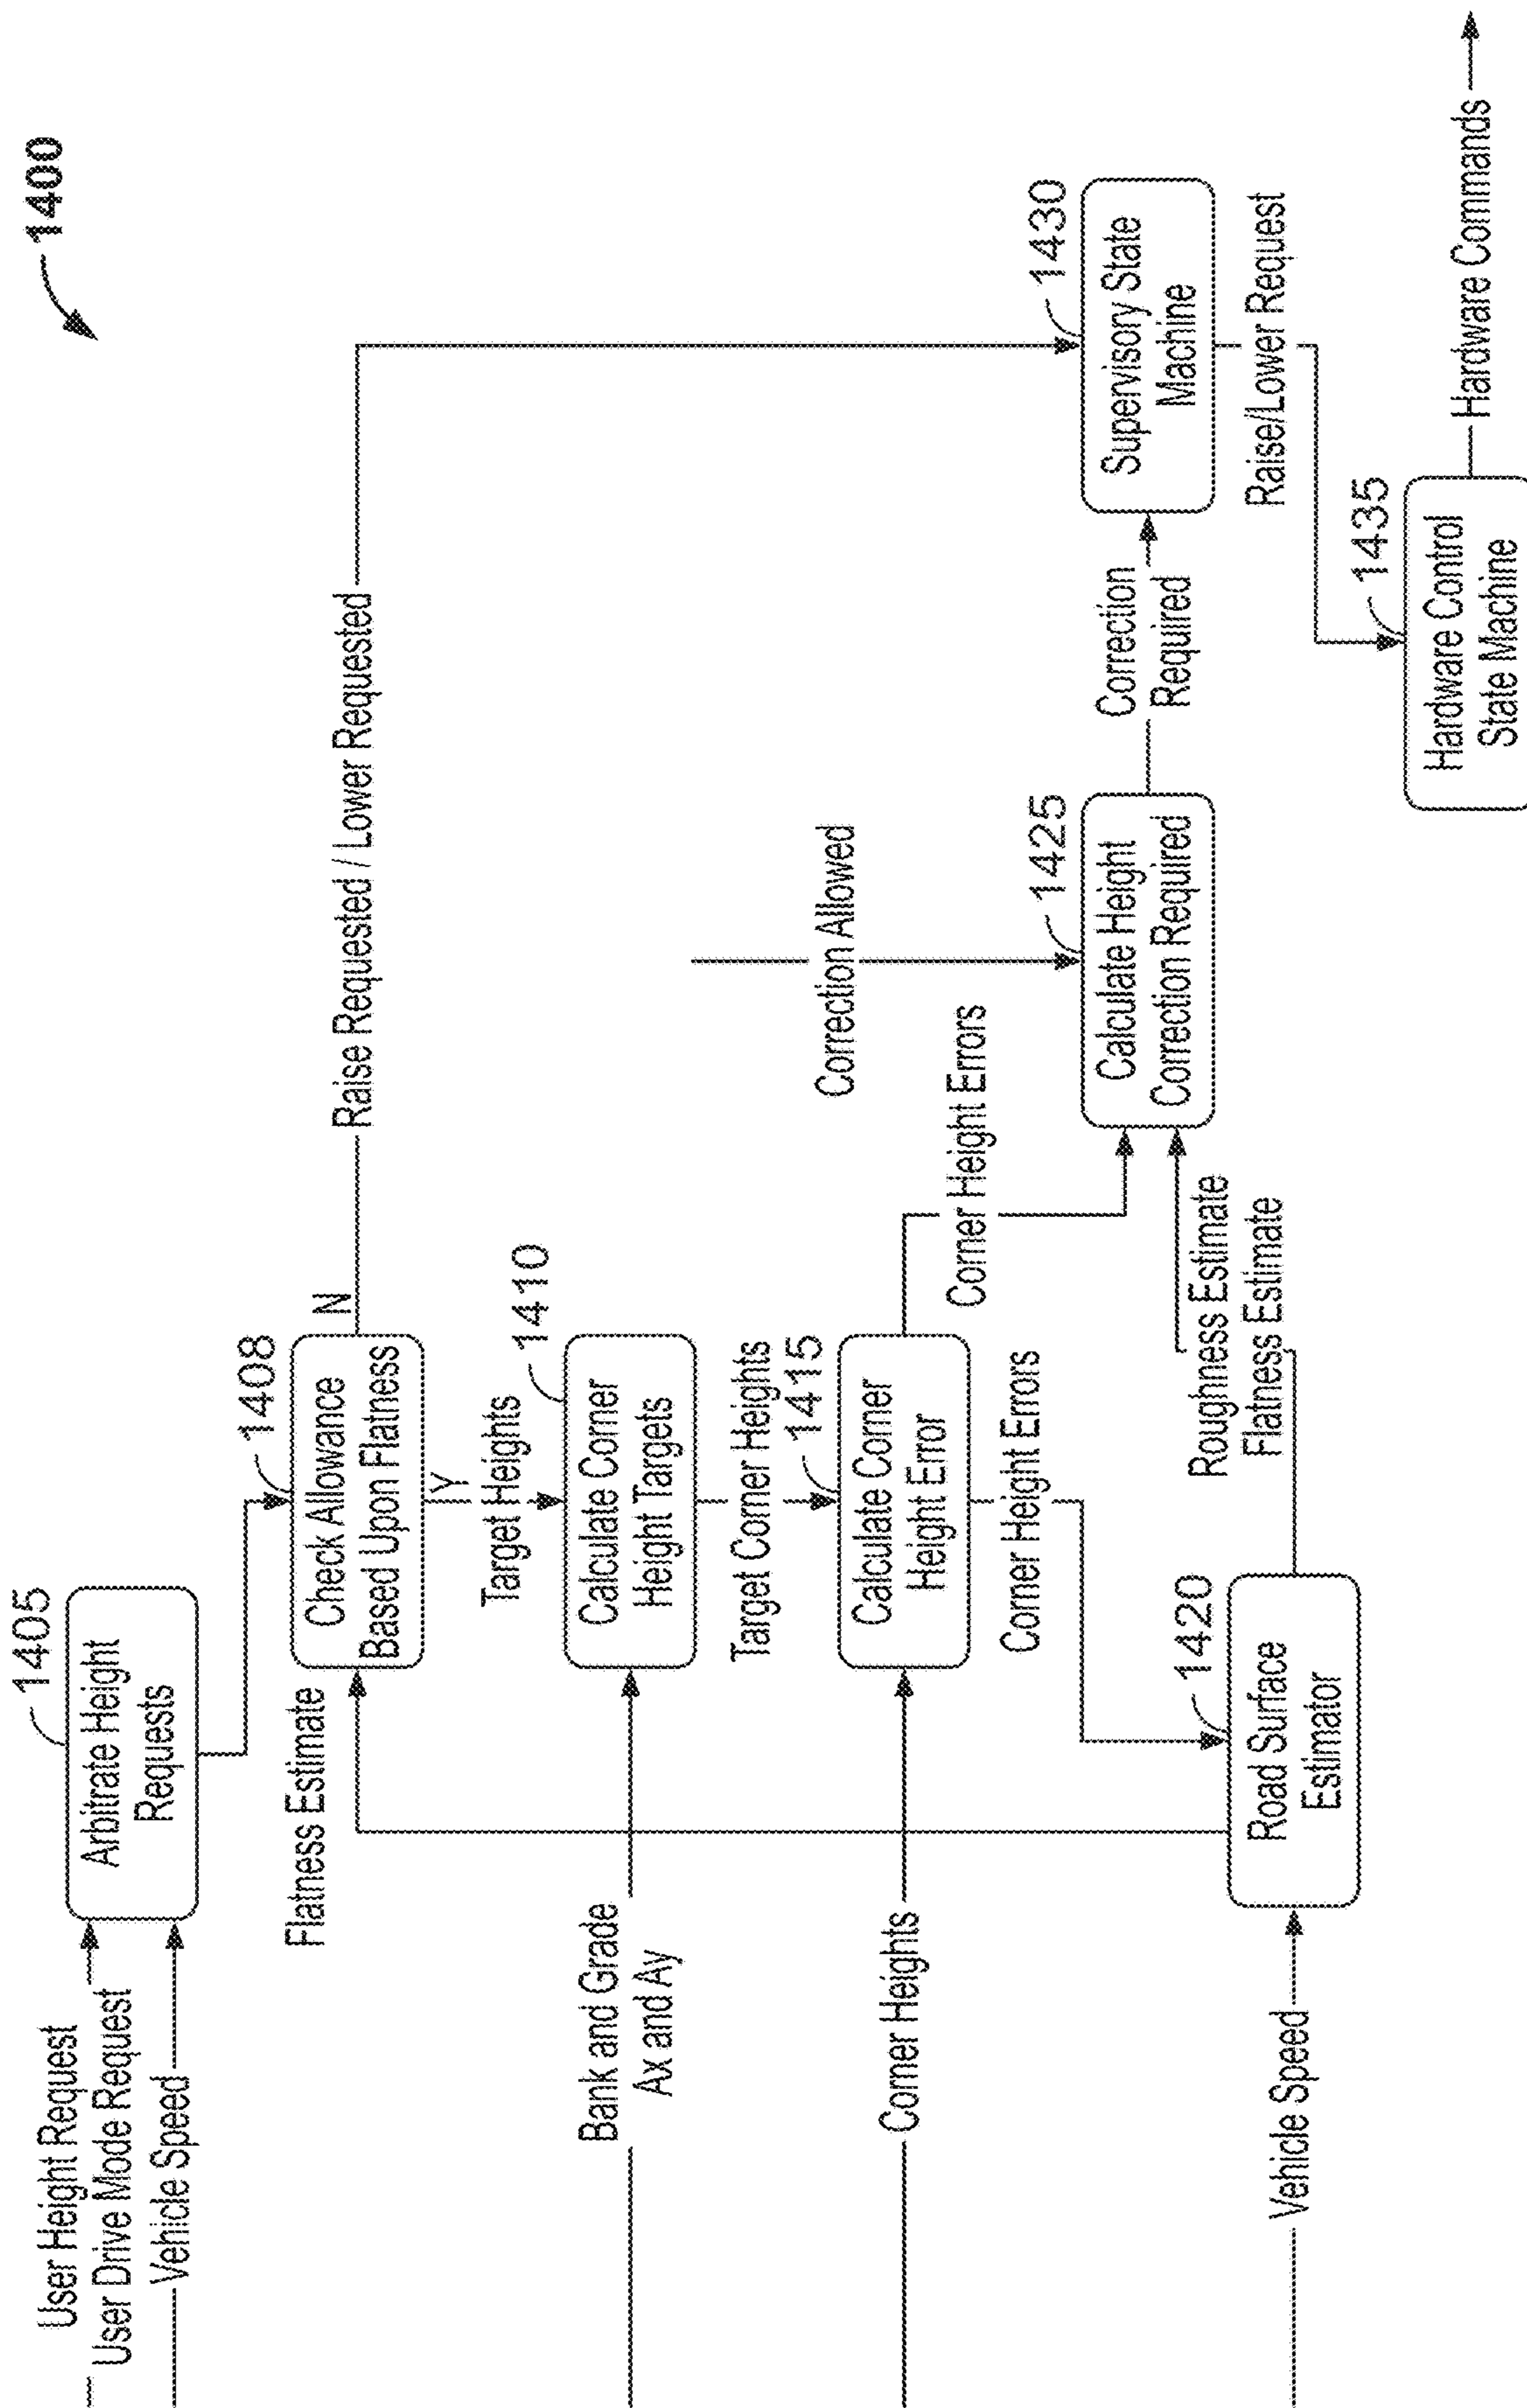 1400
User Height Request
User Drive Mode Request
Vehicle Speed
1405
Arbitrate Height
Requests
Flatness Estimate
1408
Check Allowance
Based Upon Flatness
N
Raise Requested / Lower Requested
Y
Target Heights
Bank and Grade
Ax and Ay
1410
Calculate Corner
Height Targets
Target Corner Heights
Corner Heights
1415
Calculate Corner
Height Error
Corner Height Errors
Corner Height Errors
Correction Allowed
1425
Calculate Height
Correction Required
Correction
Required
1430
Supervisory State
Machine
Raise/Lower Request
Vehicle Speed
1420
Road Surface
Estimator
Roughness Estimate
Flatness Estimate
1435
Hardware Control
State Machine
Hardware Commands